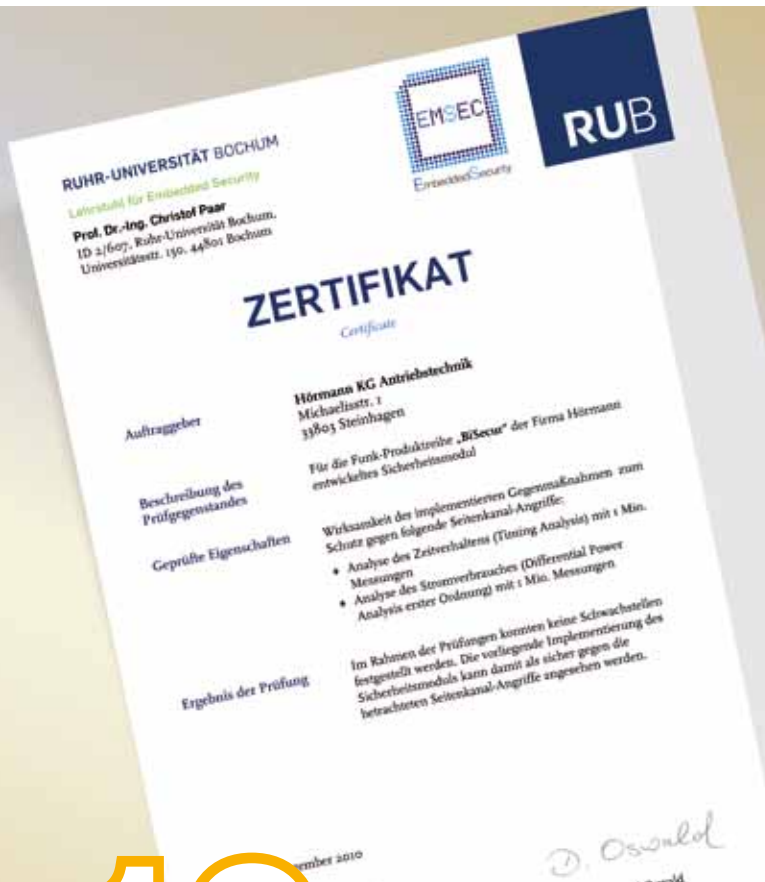 RUHR-UNIVERSITÄT BOCHUM
Lehrstuhl für Embedded Security
Prof. Dr.-Ing. Christof Paar
ID 2/607, Ruhr-Universität Bochum,
Universitätsstr. 150, 44801 Bochum
EMSEC
EmbeddedSecurity
RUB
ZERTIFIKAT
Certificate
Auftraggeber
Hörmann KG Antriebstechnik
Michaelisstr. 1
33803 Steinhagen
Beschreibung des
Prüfgegenstandes
Für die Funk-Produktreihe „BiSecur" der Firma Hörmann
entwickeltes Sicherheitsmodul
Geprüfte Eigenschaften
Wirksamkeit der implementierten Gegenmaßnahmen zum
Schutz gegen folgende Seitenkanal-Angriffe:
• Analyse des Zeitverhaltens (Timing Analysis) mit 1 Mio.
Messungen
• Analyse des Stromverbrauches (Differential Power
Analysis erster Ordnung) mit 1 Mio. Messungen
Ergebnis der Prüfung
Im Rahmen der Prüfungen konnten keine Schwachstellen
festgestellt werden. Die vorliegende Implementierung des
Sicherheitsmoduls kann damit als sicher gegen die
betrachteten Seitenkanal-Angriffe angesehen werden.
ember 2010
D. Oswald